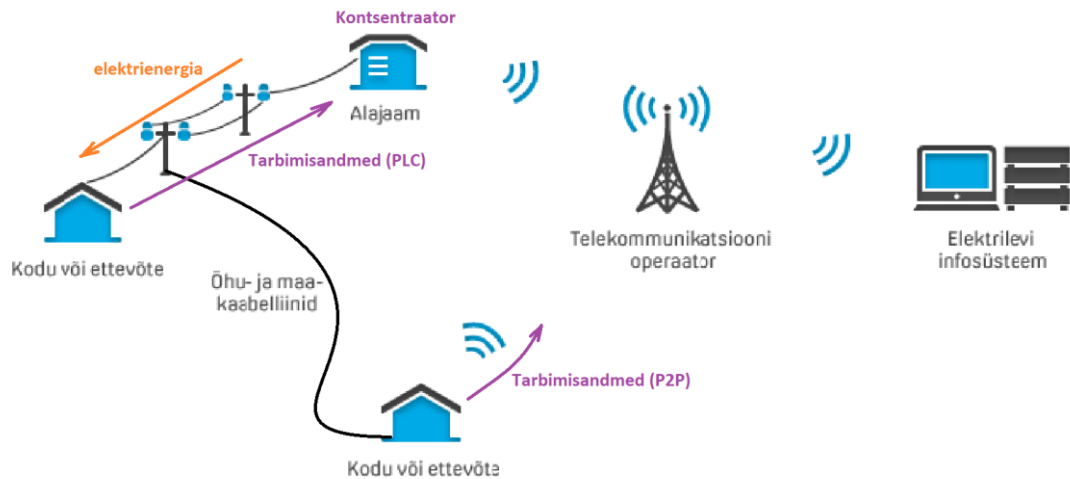 Kontsentraator
elektrienergia
Alajaam
Tarbimisandmed (PLC)
Kodu või ettevõte
Telekommunikatsiooni
operaator
Elektrilevi
infosüsteem
Õhu- ja maa-
kaabelliinid
Tarbimisandmed (P2P)
Kodu või ettevõte